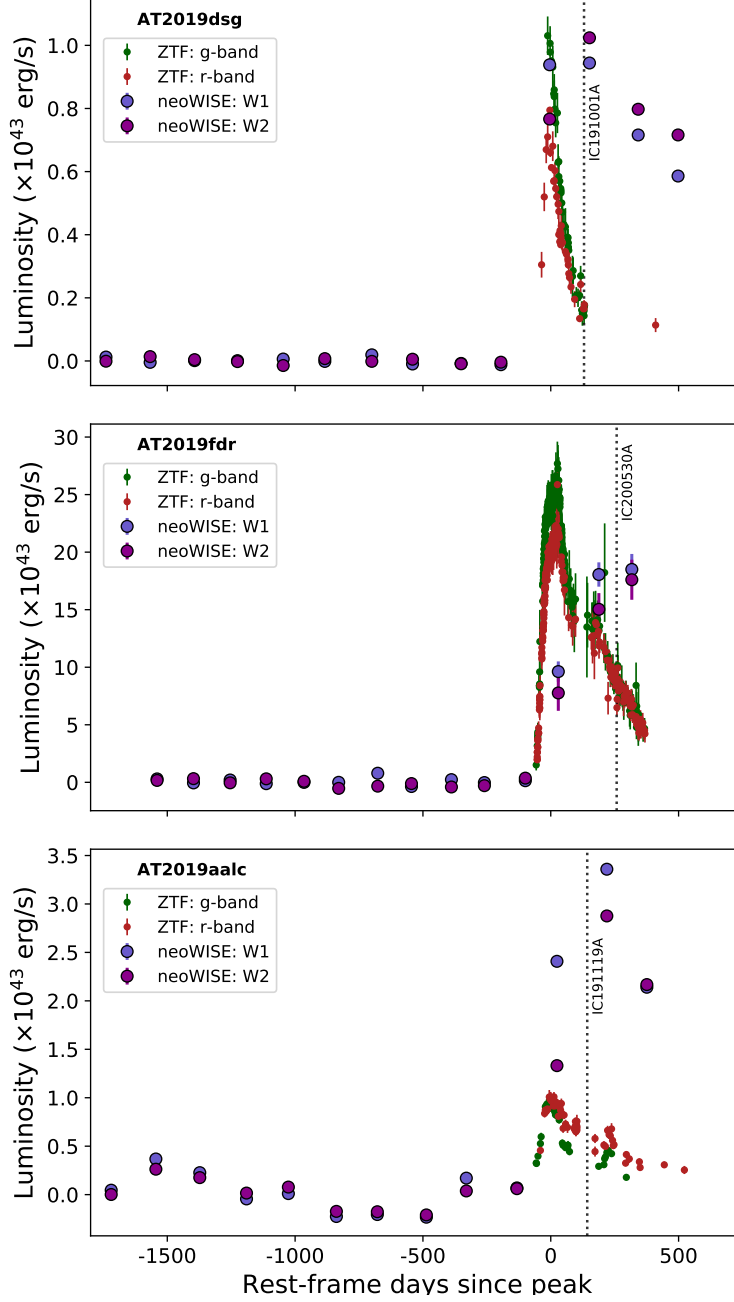 AT2019dsg
ZTF: g-band
ZTF: r-band
neoWISE: W1
neoWISE: W2
IC191001A
Luminosity (×10^43 erg/s)
1.0
0.8
0.6
0.4
0.2
0.0
AT2019fdr
ZTF: g-band
ZTF: r-band
neoWISE: W1
neoWISE: W2
IC200530A
Luminosity (×10^43 erg/s)
30
25
20
15
10
5
0
AT2019aalc
ZTF: g-band
ZTF: r-band
neoWISE: W1
neoWISE: W2
IC191119A
Luminosity (×10^43 erg/s)
3.5
3.0
2.5
2.0
1.5
1.0
0.5
0.0
-1500 -1000 -500 0 500
Rest-frame days since peak